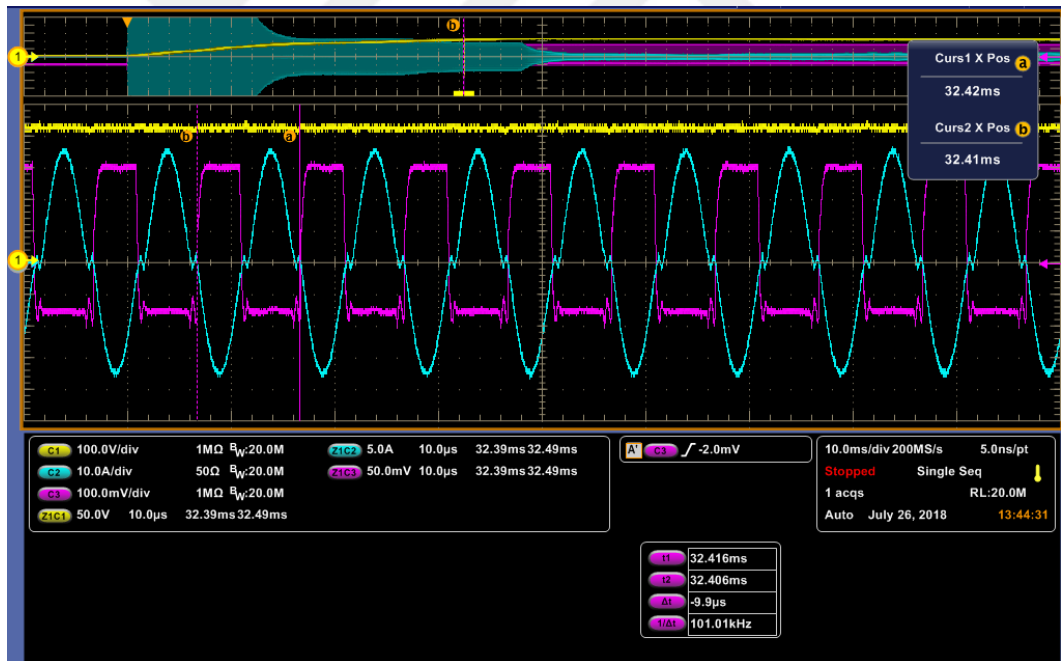 b
1
Curs1 X Pos a
32.42ms
Curs2 X Pos b
32.41ms
b
a
1
C1 100.0V/div 1MΩ BW:20.0M
C2 10.0A/div 50Ω BW:20.0M
C3 100.0mV/div 1MΩ BW:20.0M
Z1C1 50.0V 10.0µs 32.39ms 32.49ms
Z1C2 5.0A 10.0µs 32.39ms 32.49ms
Z1C3 50.0mV 10.0µs 32.39ms 32.49ms
A' C3 -2.0mV
10.0ms/div 200MS/s 5.0ns/pt
Stopped Single Seq
1 acqs RL:20.0M
Auto July 26, 2018 13:44:31
t1 32.416ms
t2 32.406ms
Δt -9.9µs
1/Δt 101.01kHz